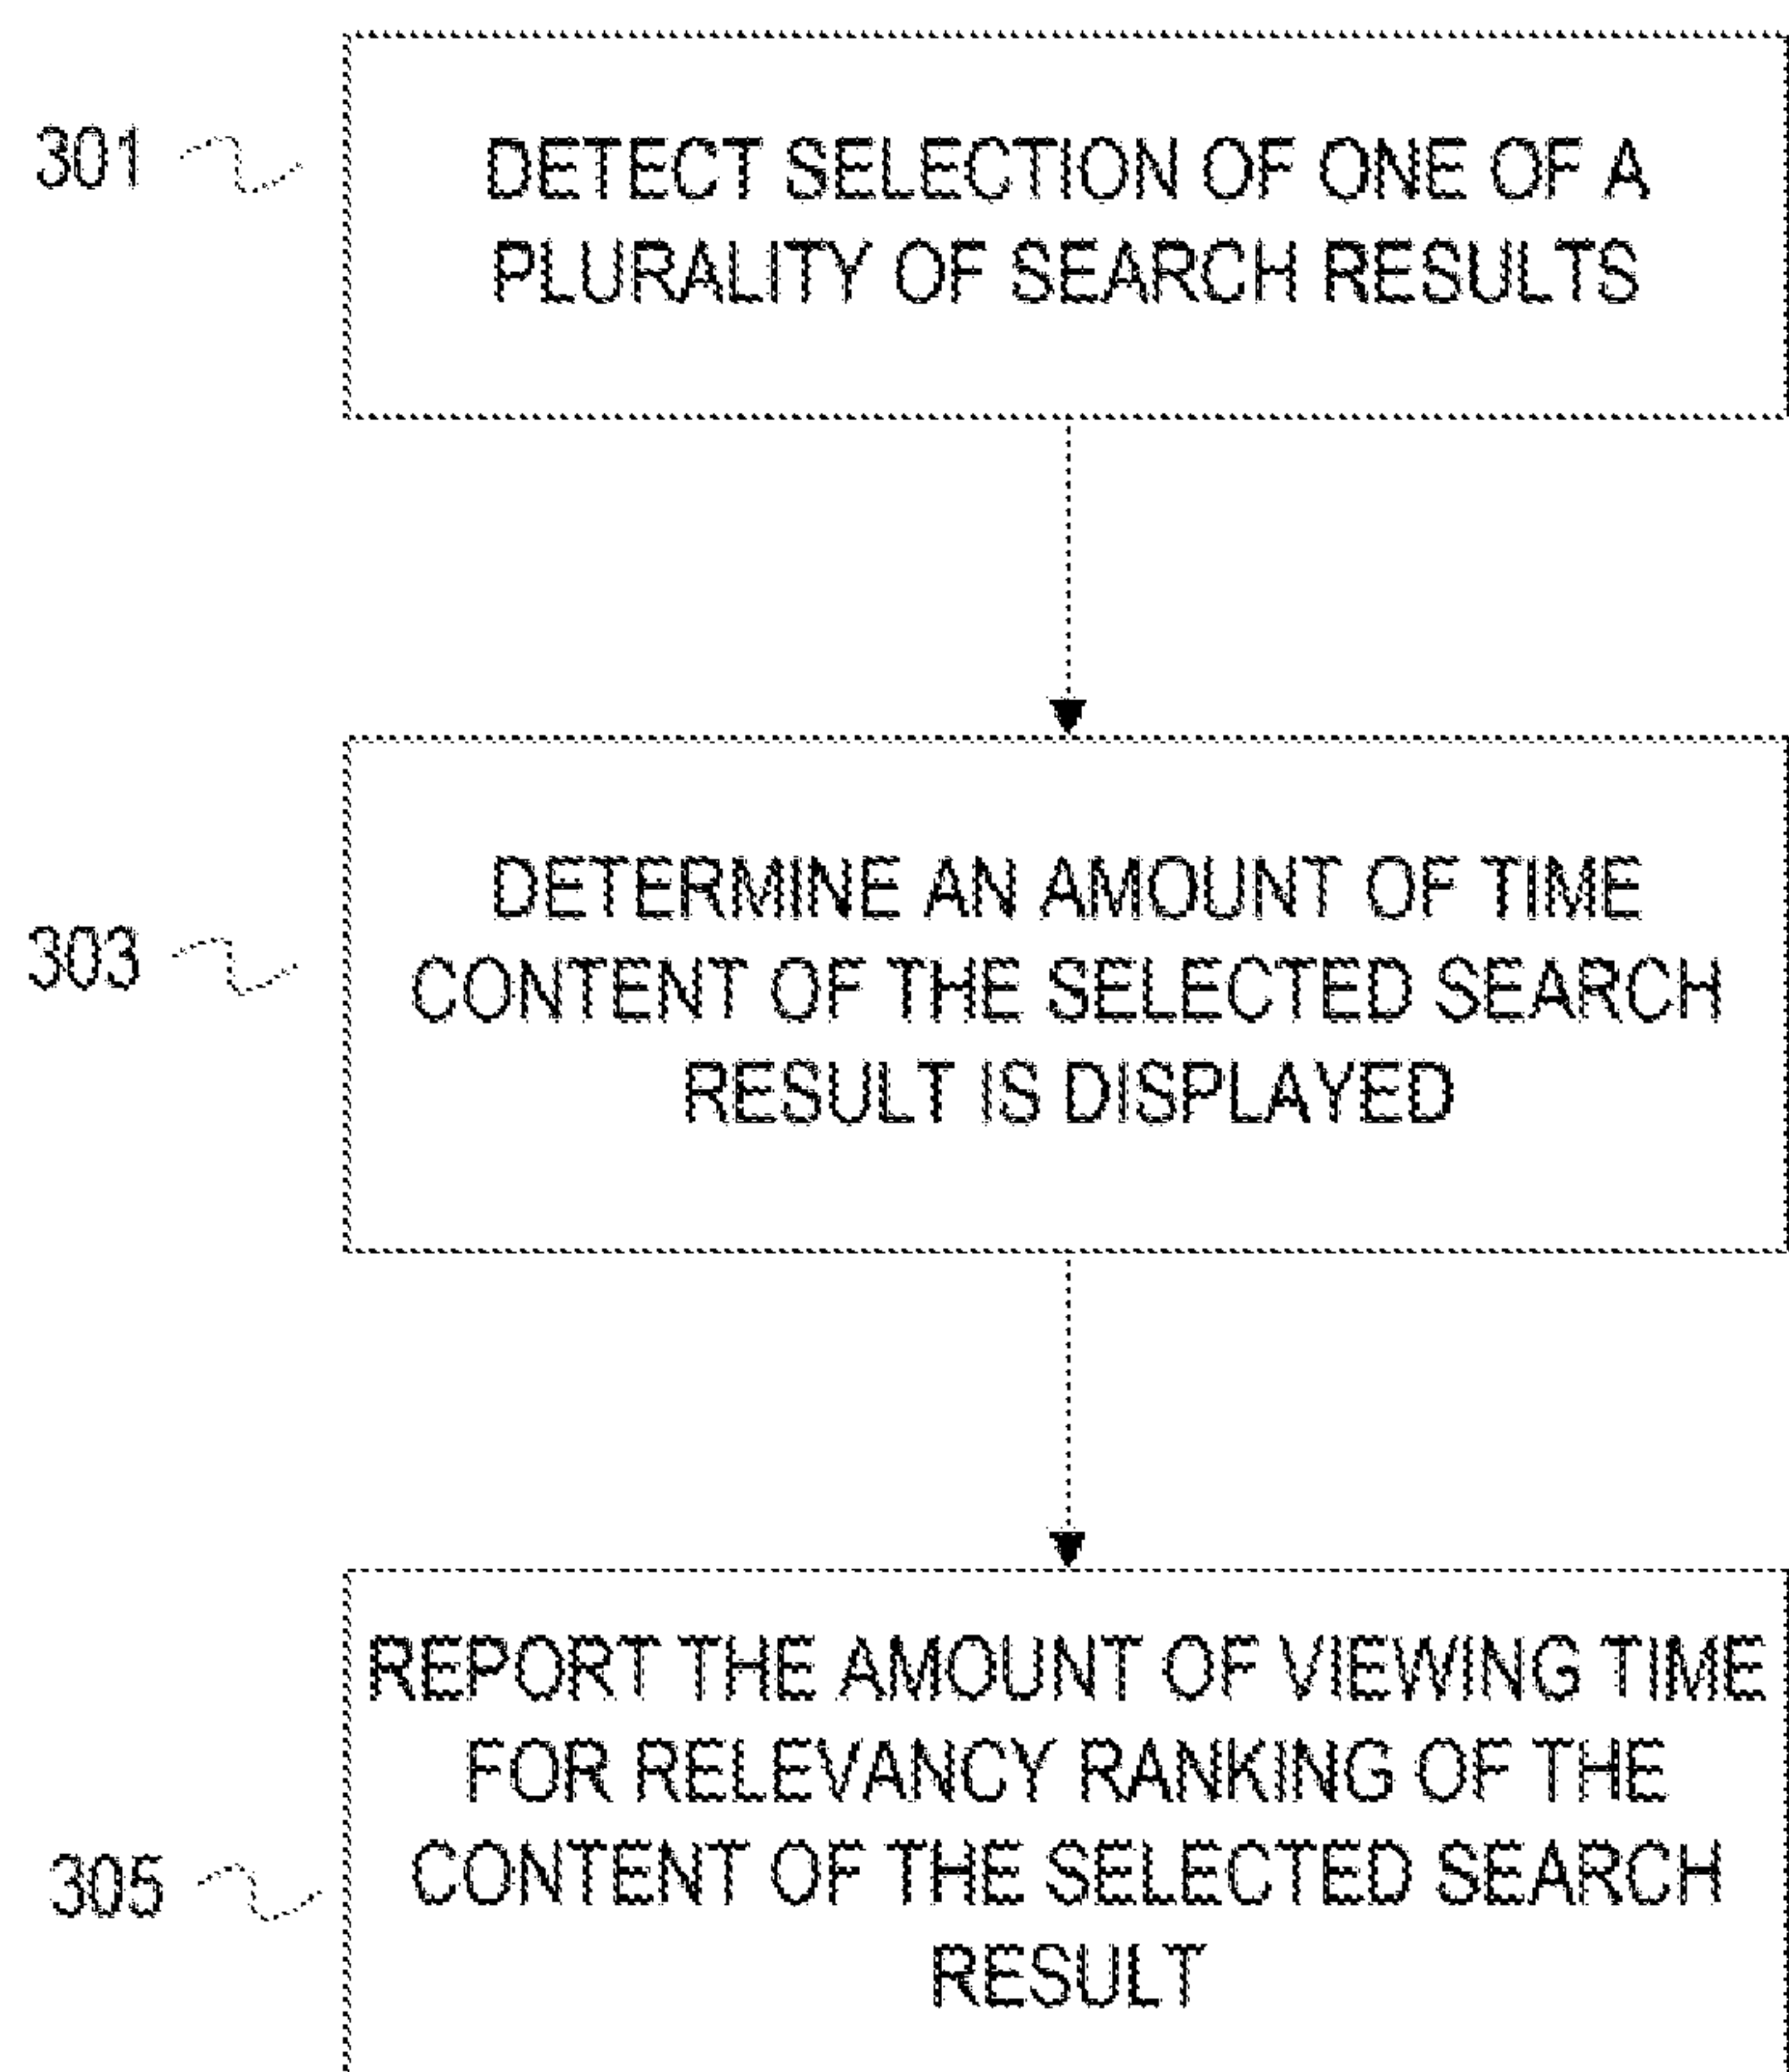 301
DETECT SELECTION OF ONE OF A
PLURALITY OF SEARCH RESULTS
303
DETERMINE AN AMOUNT OF TIME
CONTENT OF THE SELECTED SEARCH
RESULT IS DISPLAYED
305
REPORT THE AMOUNT OF VIEWING TIME
FOR RELEVANCY RANKING OF THE
CONTENT OF THE SELECTED SEARCH
RESULT